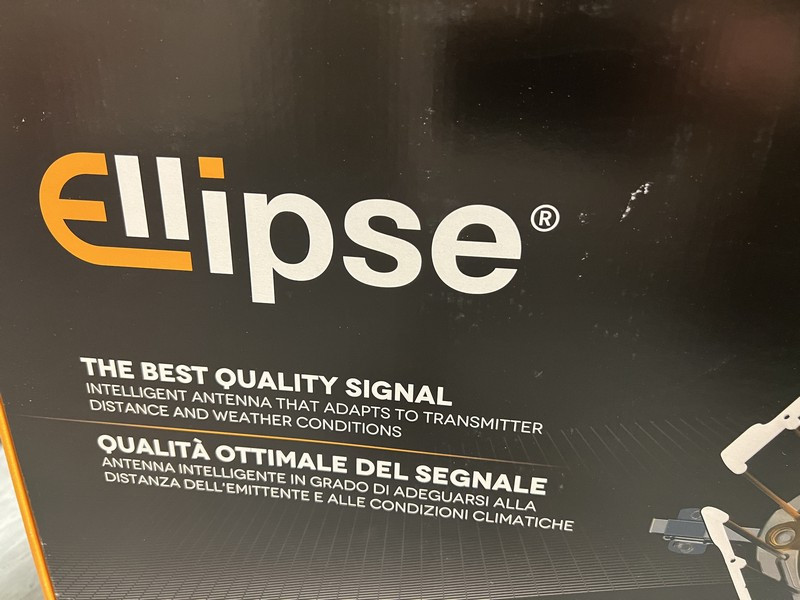 Ellipse®
THE BEST QUALITY SIGNAL
INTELLIGENT ANTENNA THAT ADAPTS TO TRANSMITTER
DISTANCE AND WEATHER CONDITIONS
QUALITÀ OTTIMALE DEL SEGNALE
ANTENNA INTELLIGENTE IN GRADO DI ADEGUARSI ALLA
DISTANZA DELL'EMITTENTE E ALLE CONDIZIONI CLIMATICHE